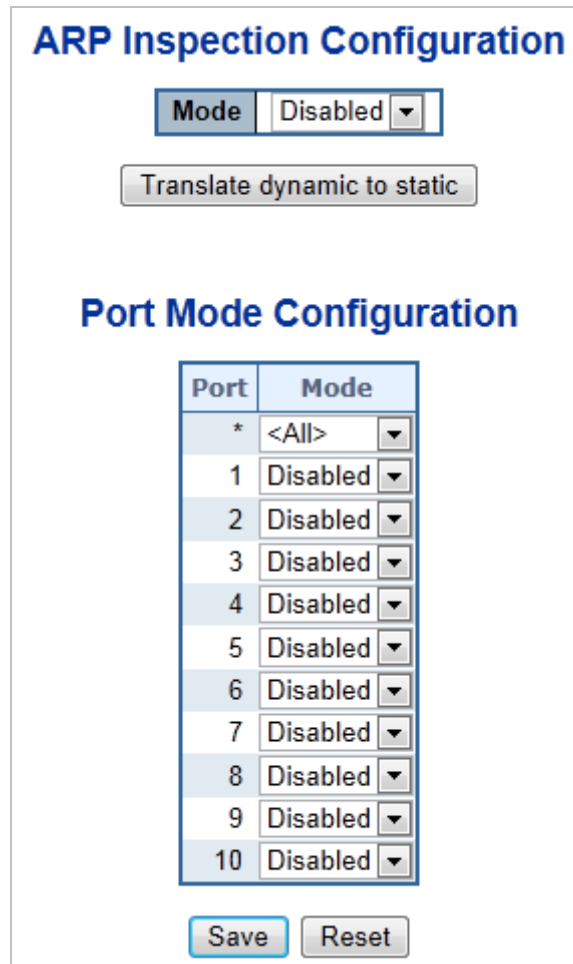 ARP Inspection Configuration
Mode Disabled
Translate dynamic to static
Port Mode Configuration
Port Mode
* <All>
1 Disabled
2 Disabled
3 Disabled
4 Disabled
5 Disabled
6 Disabled
7 Disabled
8 Disabled
9 Disabled
10 Disabled
Save Reset